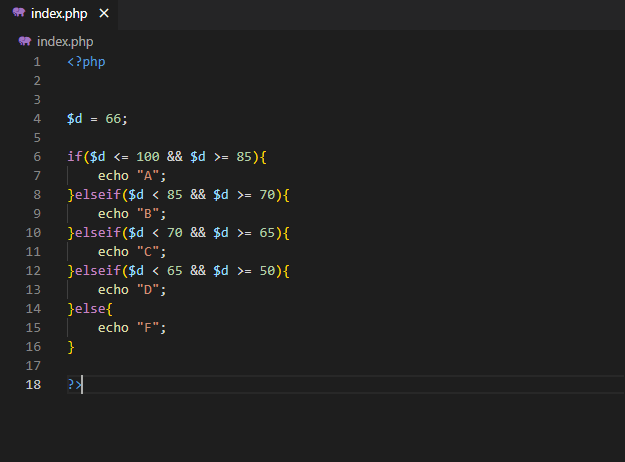 index.php ×
index.php
1 <?php
2
3
4 $d = 66;
5
6 if($d <= 100 && $d >= 85){
7     echo "A";
8 }elseif($d < 85 && $d >= 70){
9     echo "B";
10 }elseif($d < 70 && $d >= 65){
11     echo "C";
12 }elseif($d < 65 && $d >= 50){
13     echo "D";
14 }else{
15     echo "F";
16 }
17
18 ?>